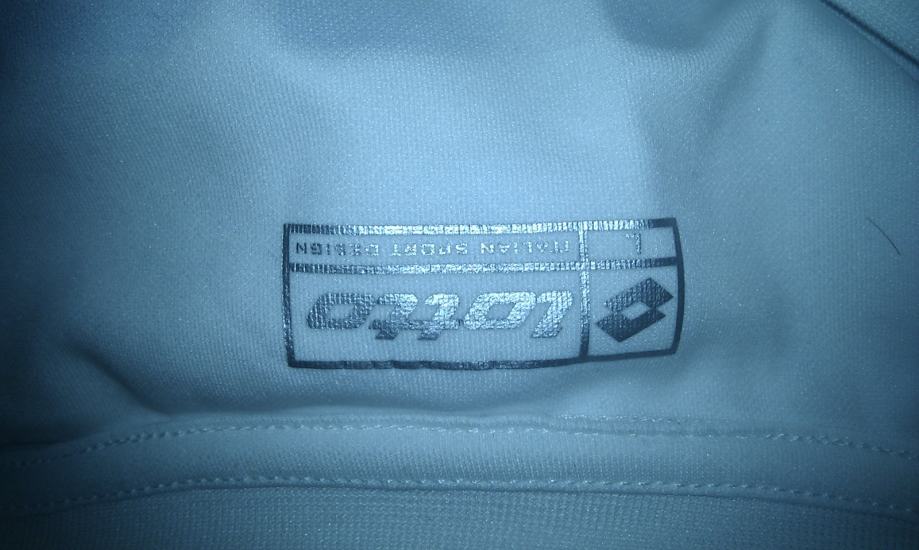 lotto
L
ITALIAN SPORT DESIGN